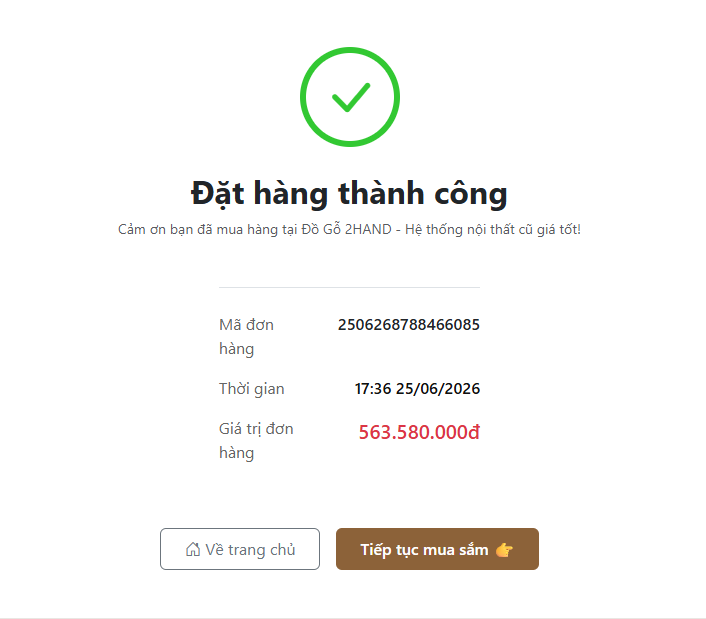 Đặt hàng thành công
Cảm ơn bạn đã mua hàng tại Đồ Gỗ 2HAND - Hệ thống nội thất cũ giá tốt!
Mã đơn hàng 2506268788466085
Thời gian 17:36 25/06/2026
Giá trị đơn hàng 563.580.000đ
Về trang chủ
Tiếp tục mua sắm 👉